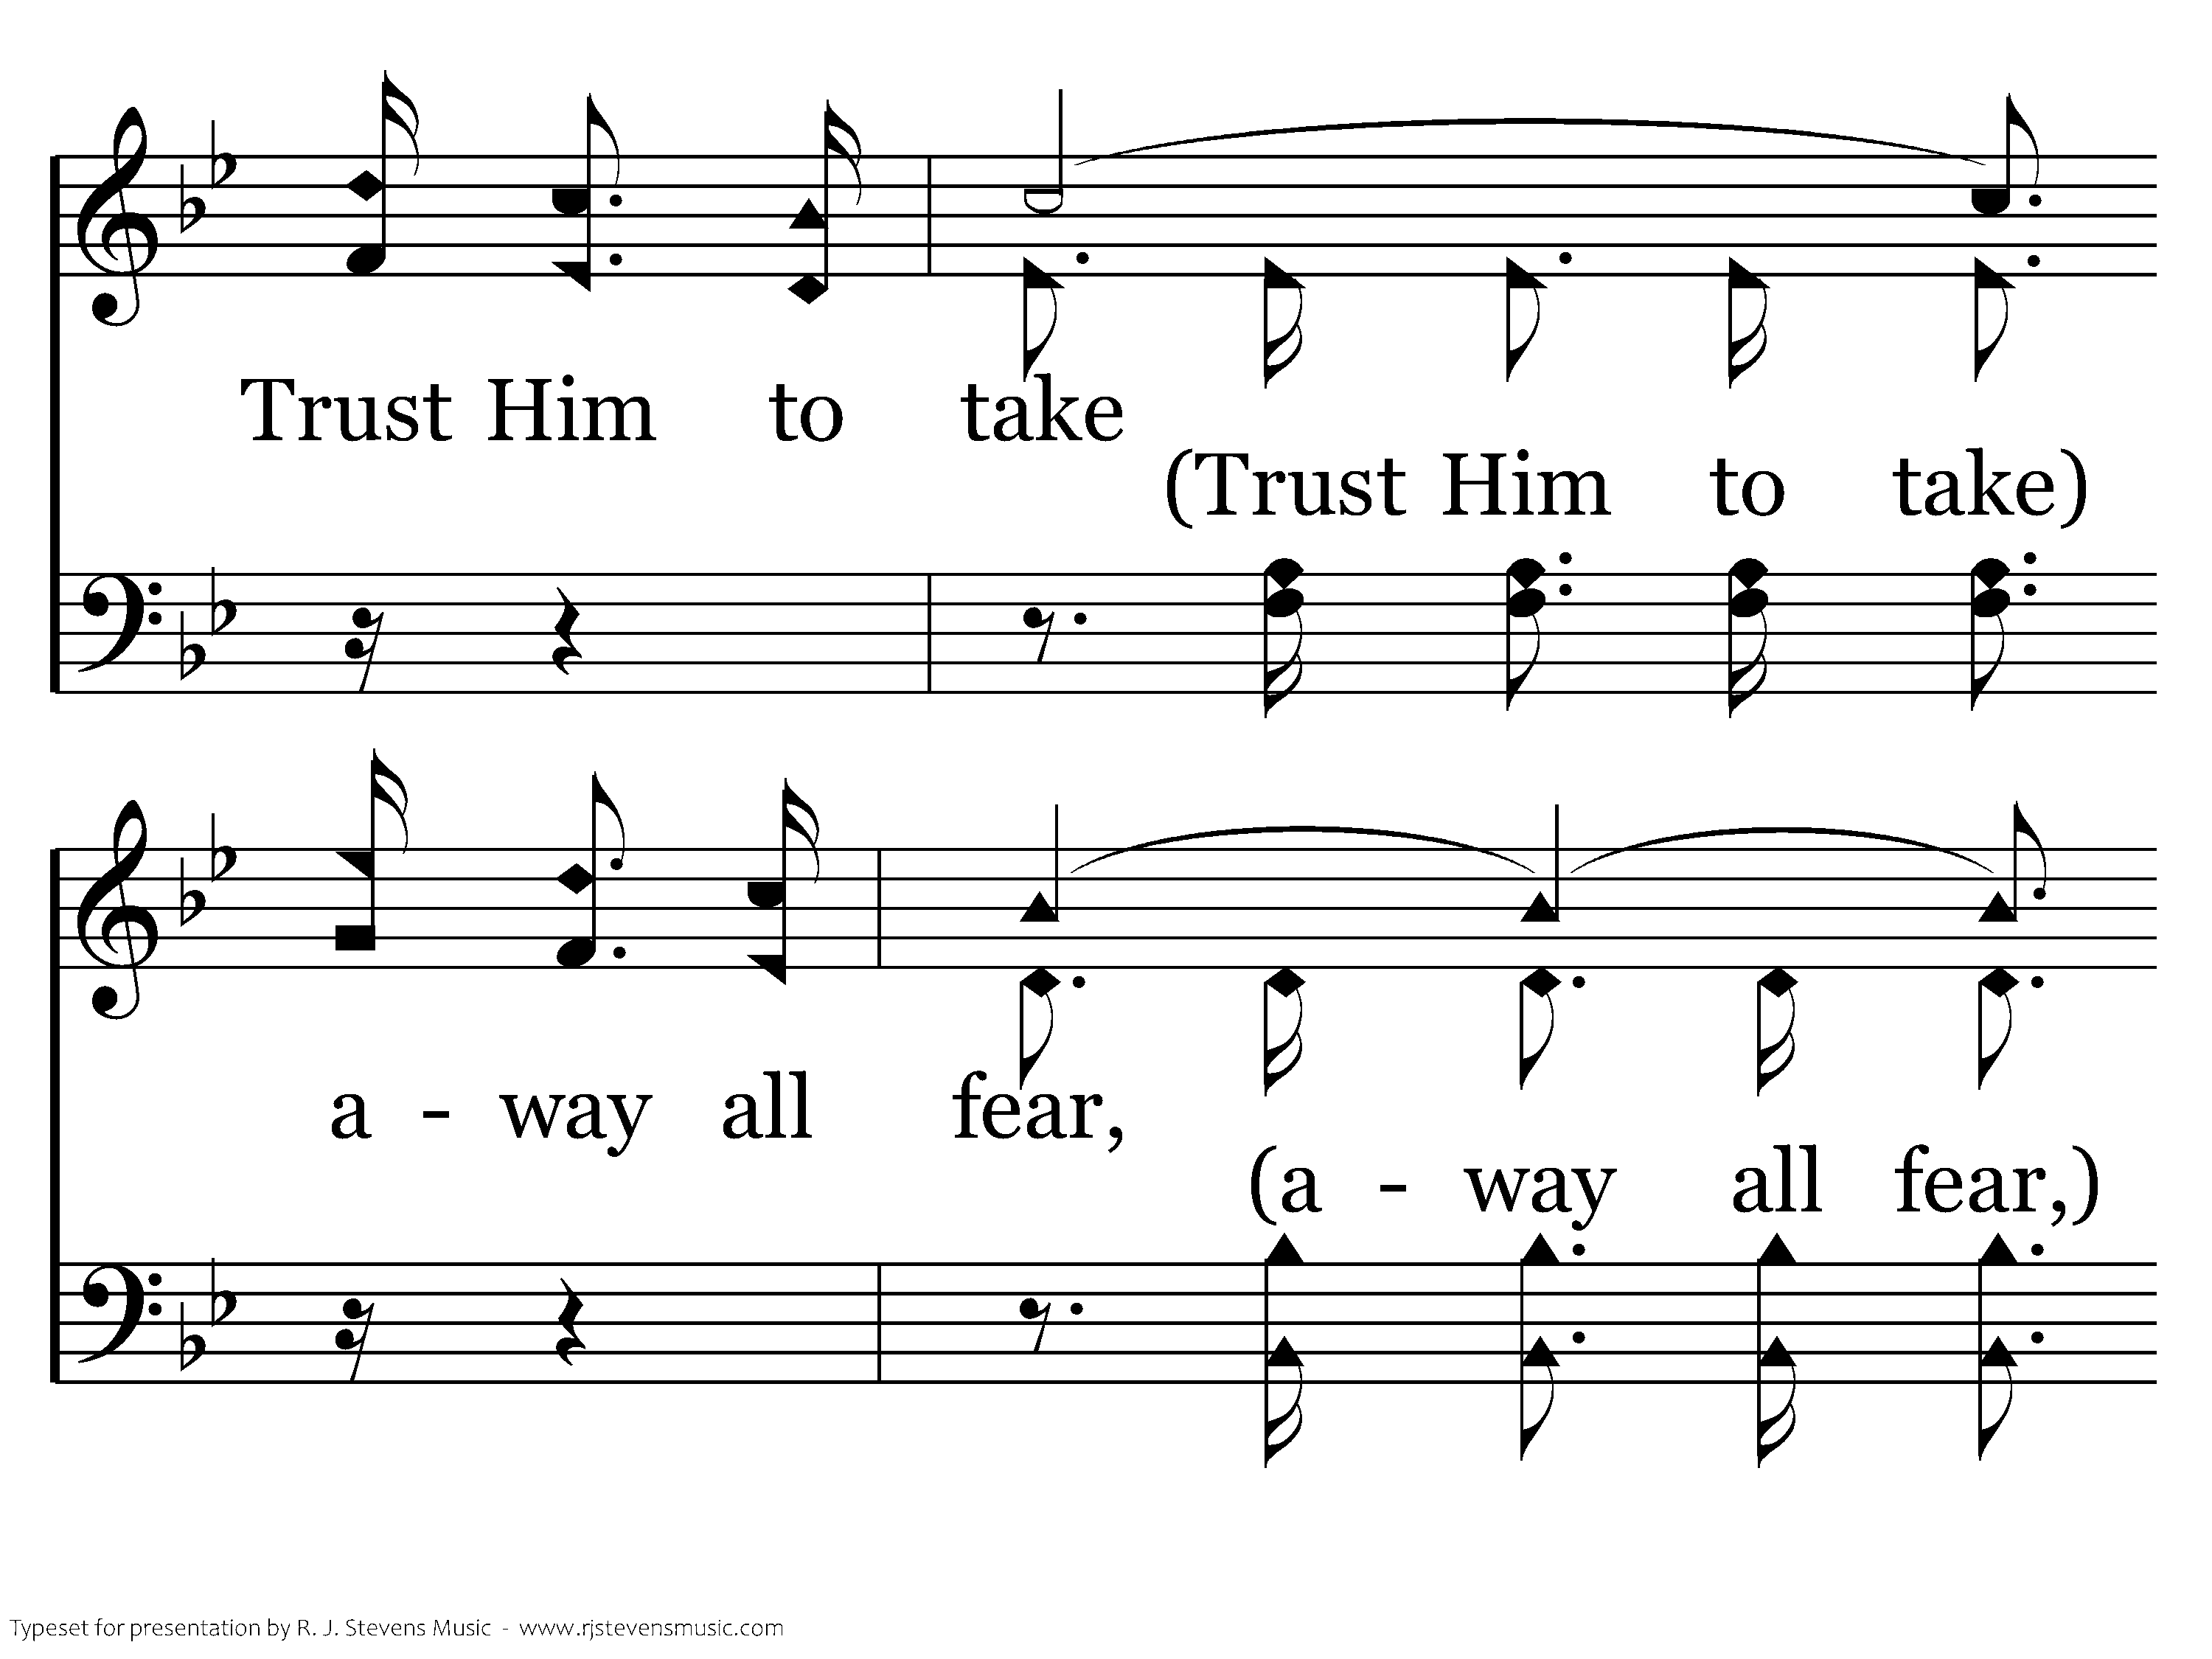 Trust Him to take
(Trust Him to take)
a - way all fear,
(a - way all fear,)
Typeset for presentation by R. J. Stevens Music - www.rjstevensmusic.com